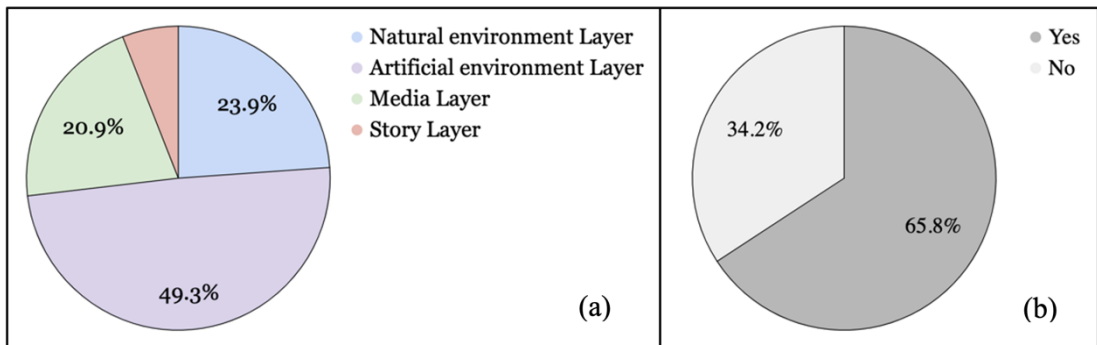 Natural environment Layer
Artificial environment Layer
Media Layer
Story Layer
23.9%
20.9%
49.3%
(a)
Yes
No
34.2%
65.8%
(b)